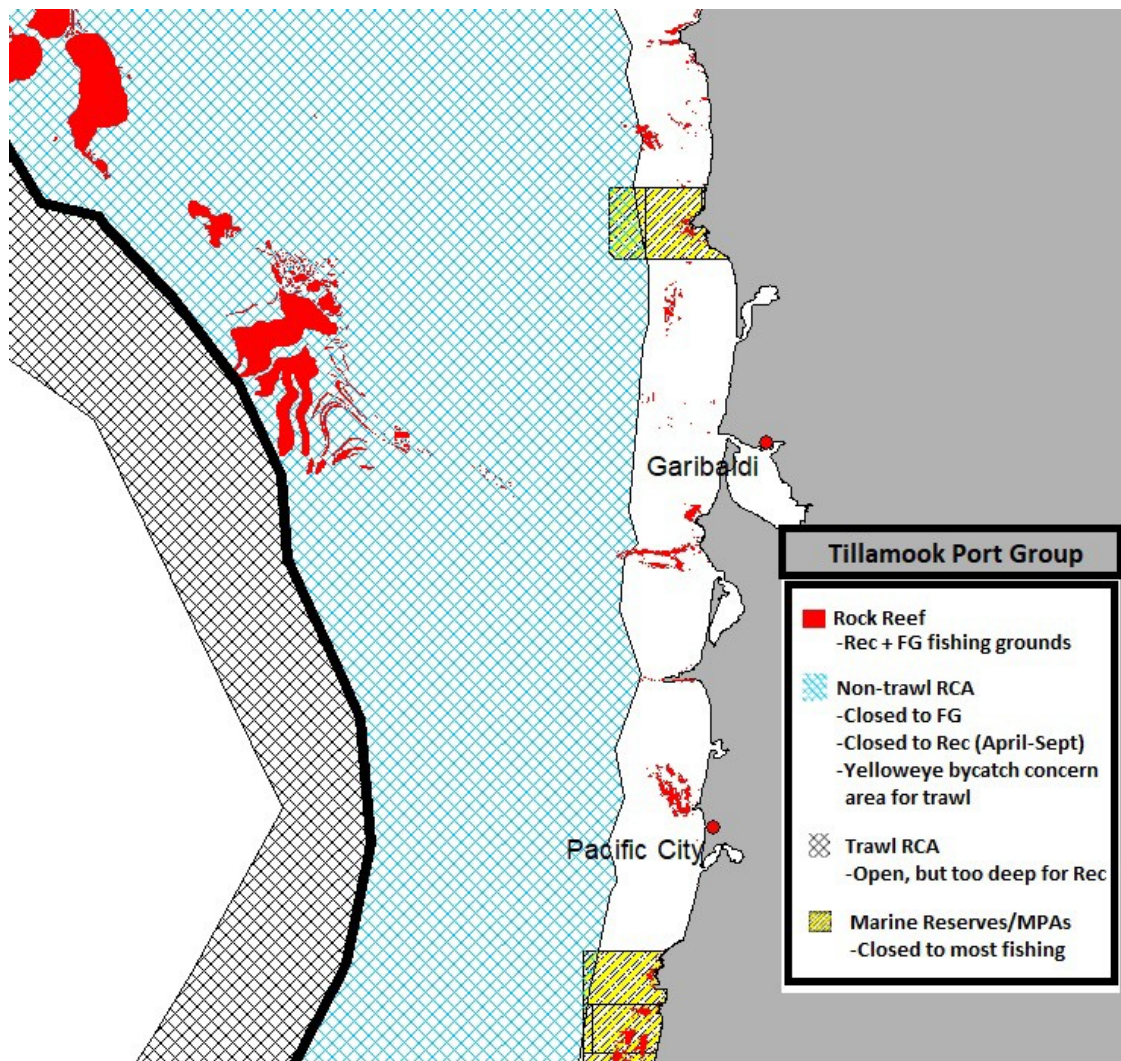 Garibaldi
Pacific City
Tillamook Port Group
Rock Reef
-Rec + FG fishing grounds
Non-trawl RCA
-Closed to FG
-Closed to Rec (April-Sept)
-Yelloweye bycatch concern
area for trawl
Trawl RCA
-Open, but too deep for Rec
Marine Reserves/MPAs
-Closed to most fishing